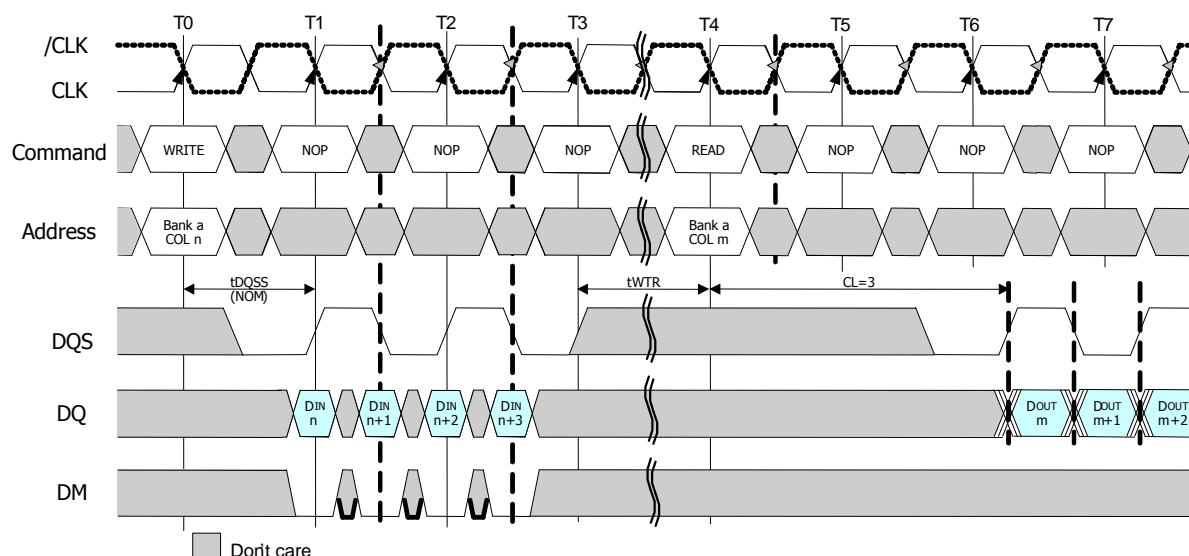 T0 T1 T2 T3 T4 T5 T6 T7
/CLK
CLK
Command WRITE NOP NOP NOP READ NOP NOP NOP
Address Bank a COL n Bank a COL m
tDQSS
(NOM)
tWTR
CL=3
DQS
DQ DIN n DIN n+1 DIN n+2 DIN n+3 DOUT m DOUT m+1 DOUT m+2
DM
Don't care